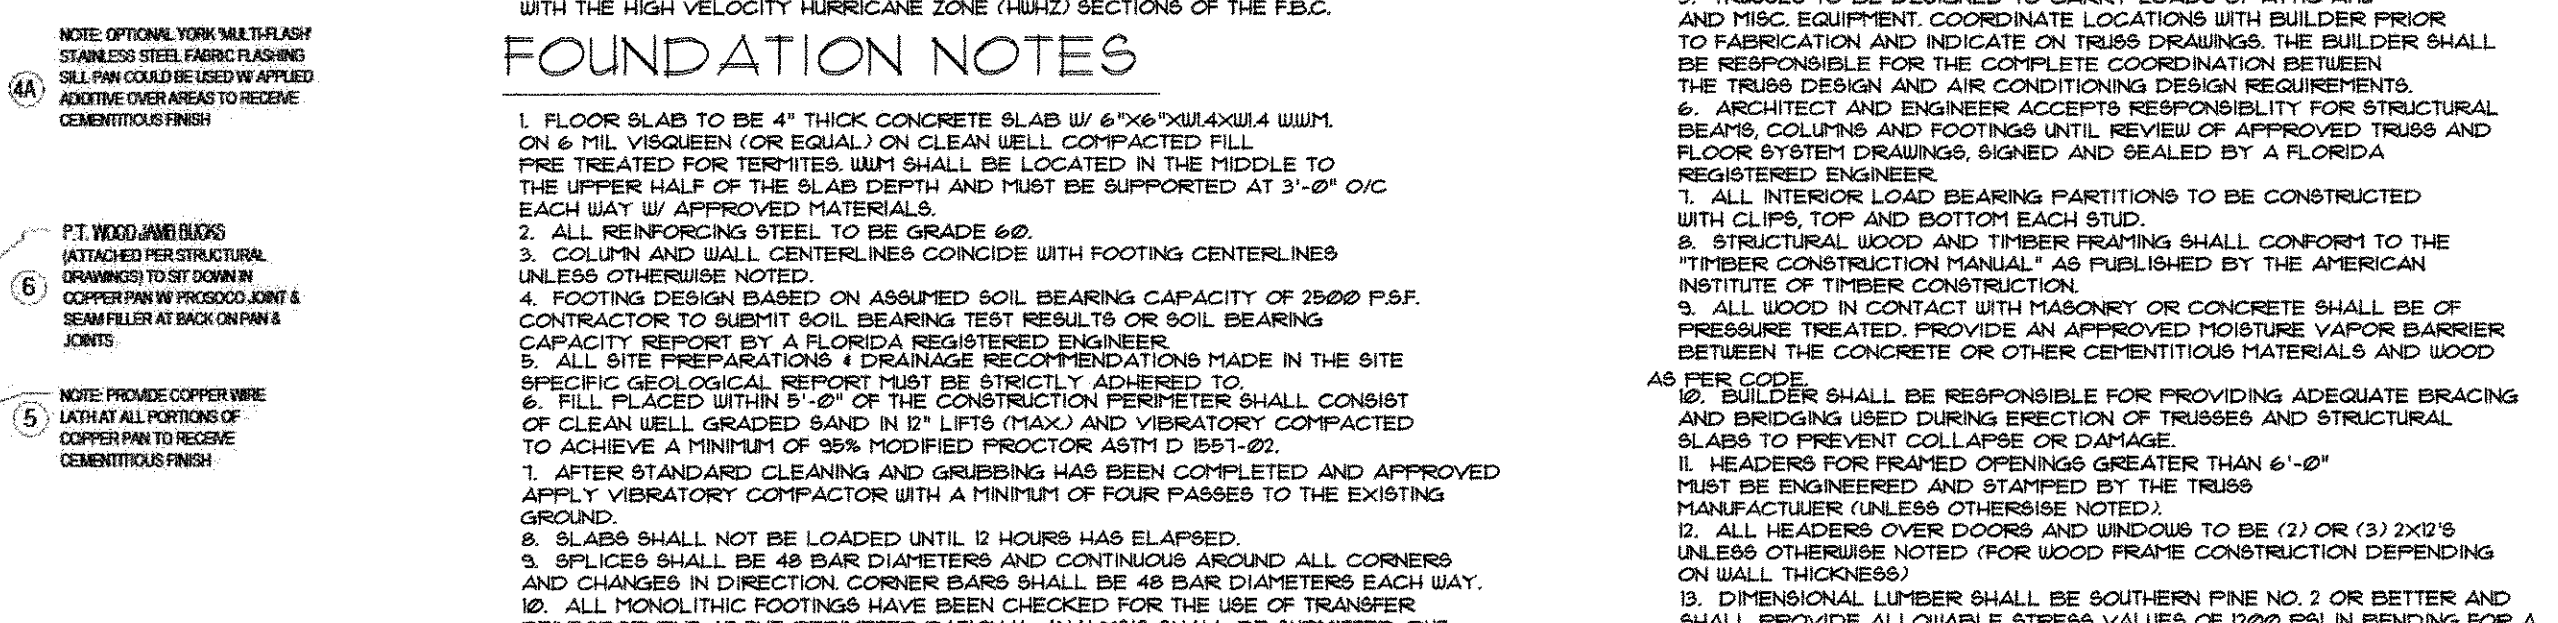 NOTE: OPTIONAL YORK 'MULTI-FLASH'
STAINLESS STEEL FABRIC FLASHING
SILL PAN COULD BE USED W/ APPLIED
ADDITIVE OVER AREAS TO RECEIVE
CEMENTITIOUS FINISH
4A
P.T. WOOD JAMB BUCKS
(ATTACHED PER STRUCTURAL
DRAWINGS) TO SIT DOWN IN
COPPER PAN W/ PROSOCO JOINT &
SEAM FILLER AT BACK ON PAN &
JOINTS
6
NOTE: PROVIDE COPPER WIRE
LATH AT ALL PORTIONS OF
COPPER PAN TO RECEIVE
CEMENTITIOUS FINISH
5
WITH THE HIGH VELOCITY HURRICANE ZONE (HWHZ) SECTIONS OF THE F.B.C.
FOUNDATION NOTES
1. FLOOR SLAB TO BE 4" THICK CONCRETE SLAB W/ 6"X6"XW1.4XW1.4 WWM.
ON 6 MIL VISQUEEN (OR EQUAL) ON CLEAN WELL COMPACTED FILL
PRE TREATED FOR TERMITES. WWM SHALL BE LOCATED IN THE MIDDLE TO
THE UPPER HALF OF THE SLAB DEPTH AND MUST BE SUPPORTED AT 3'-0" O/C
EACH WAY W/ APPROVED MATERIALS.
2. ALL REINFORCING STEEL TO BE GRADE 60.
3. COLUMN AND WALL CENTERLINES COINCIDE WITH FOOTING CENTERLINES
UNLESS OTHERWISE NOTED.
4. FOOTING DESIGN BASED ON ASSUMED SOIL BEARING CAPACITY OF 2500 P.S.F.
CONTRACTOR TO SUBMIT SOIL BEARING TEST RESULTS OR SOIL BEARING
CAPACITY REPORT BY A FLORIDA REGISTERED ENGINEER
5. ALL SITE PREPARATIONS & DRAINAGE RECOMMENDATIONS MADE IN THE SITE
SPECIFIC GEOLOGICAL REPORT MUST BE STRICTLY ADHERED TO.
6. FILL PLACED WITHIN 5'-0" OF THE CONSTRUCTION PERIMETER SHALL CONSIST
OF CLEAN WELL GRADED SAND IN 12" LIFTS (MAX.) AND VIBRATORY COMPACTED
TO ACHIEVE A MINIMUM OF 95% MODIFIED PROCTOR ASTM D 1557-02.
7. AFTER STANDARD CLEANING AND GRUBBING HAS BEEN COMPLETED AND APPROVED
APPLY VIBRATORY COMPACTOR WITH A MINIMUM OF FOUR PASSES TO THE EXISTING
GROUND.
8. SLABS SHALL NOT BE LOADED UNTIL 12 HOURS HAS ELAPSED.
9. SPLICES SHALL BE 48 BAR DIAMETERS AND CONTINUOUS AROUND ALL CORNERS
AND CHANGES IN DIRECTION. CORNER BARS SHALL BE 48 BAR DIAMETERS EACH WAY.
10. ALL MONOLITHIC FOOTINGS HAVE BEEN CHECKED FOR THE USE OF TRANSFER
AND MISC. EQUIPMENT. COORDINATE LOCATIONS WITH BUILDER PRIOR
TO FABRICATION AND INDICATE ON TRUSS DRAWINGS. THE BUILDER SHALL
BE RESPONSIBLE FOR THE COMPLETE COORDINATION BETWEEN
THE TRUSS DESIGN AND AIR CONDITIONING DESIGN REQUIREMENTS.
6. ARCHITECT AND ENGINEER ACCEPTS RESPONSIBLITY FOR STRUCTURAL
BEAMS, COLUMNS AND FOOTINGS UNTIL REVIEW OF APPROVED TRUSS AND
FLOOR SYSTEM DRAWINGS, SIGNED AND SEALED BY A FLORIDA
REGISTERED ENGINEER
7. ALL INTERIOR LOAD BEARING PARTITIONS TO BE CONSTRUCTED
WITH CLIPS, TOP AND BOTTOM EACH STUD.
8. STRUCTURAL WOOD AND TIMBER FRAMING SHALL CONFORM TO THE
"TIMBER CONSTRUCTION MANUAL" AS PUBLISHED BY THE AMERICAN
INSTITUTE OF TIMBER CONSTRUCTION.
9. ALL WOOD IN CONTACT WITH MASONRY OR CONCRETE SHALL BE OF
PRESSURE TREATED. PROVIDE AN APPROVED MOISTURE VAPOR BARRIER
BETWEEN THE CONCRETE OR OTHER CEMENTITIOUS MATERIALS AND WOOD
AS PER CODE.
10. BUILDER SHALL BE RESPONSIBLE FOR PROVIDING ADEQUATE BRACING
AND BRIDGING USED DURING ERECTION OF TRUSSES AND STRUCTURAL
SLABS TO PREVENT COLLAPSE OR DAMAGE.
11. HEADERS FOR FRAMED OPENINGS GREATER THAN 6'-0"
MUST BE ENGINEERED AND STAMPED BY THE TRUSS
MANUFACTUUER (UNLESS OTHERSISE NOTED).
12. ALL HEADERS OVER DOORS AND WINDOWS TO BE (2) OR (3) 2X12'S
UNLESS OTHERWISE NOTED (FOR WOOD FRAME CONSTRUCTION DEPENDING
ON WALL THICKNESS)
13. DIMENSIONAL LUMBER SHALL BE SOUTHERN PINE NO. 2 OR BETTER AND
SHALL PROVIDE ALLOWABLE STRESS VALUES OF 1200 PSI IN BENDING FOR A